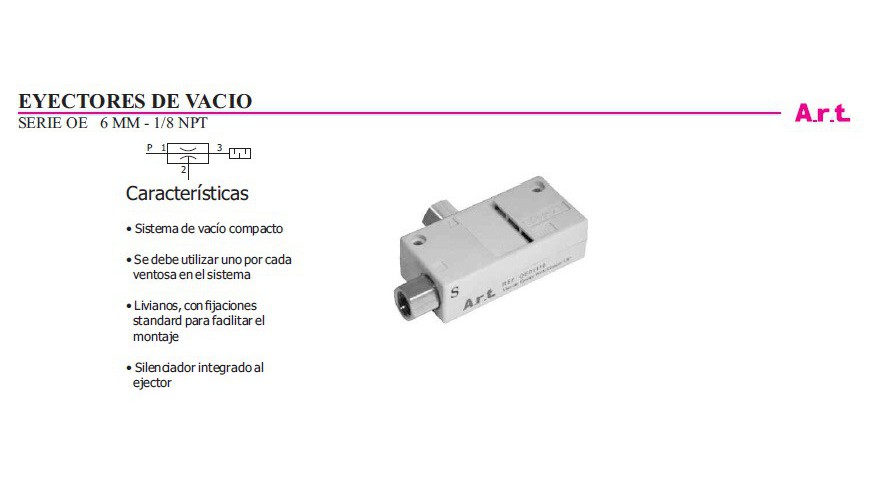 EYECTORES DE VACIO
SERIE OE 6 MM - 1/8 NPT
A.r.t.
P 1 3
2
Características
• Sistema de vacío compacto
• Se debe utilizar uno por cada
ventosa en el sistema
• Livianos, con fijaciones
standard para facilitar el
montaje
• Silenciador integrado al
ejector
S
A.r.t.